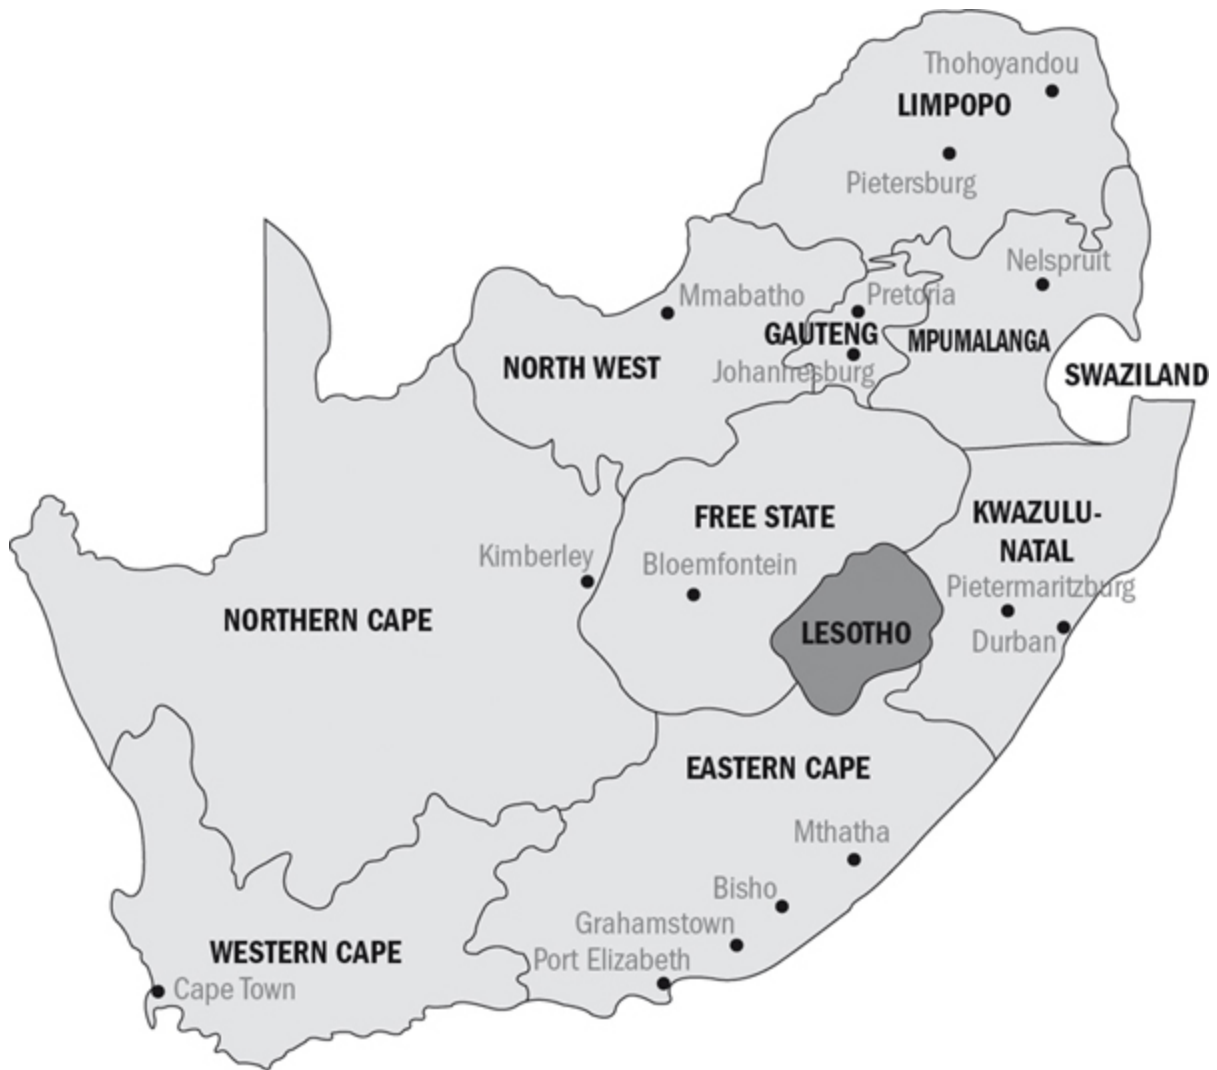 Thohoyandou
LIMPOPO
Pietersburg
Nelspruit
Mmabatho
Pretoria
GAUTENG
MPUMALANGA
NORTH WEST
Johannesburg
SWAZILAND
FREE STATE
KWAZULU-
NATAL
Kimberley
Bloemfontein
Pietermaritzburg
NORTHERN CAPE
LESOTHO
Durban
EASTERN CAPE
Mthatha
Bisho
Grahamstown
WESTERN CAPE
Port Elizabeth
Cape Town